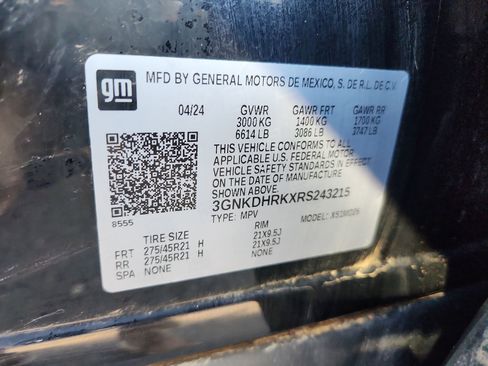 gm
MFD BY GENERAL MOTORS DE MEXICO, S. DE R.L. DE C.V.
04/24 GVWR GAWR FRT GAWR RR
3000 KG 1400 KG 1700 KG
6614 LB 3086 LB 3747 LB
THIS VEHICLE CONFORMS TO ALL
APPLICABLE U.S. FEDERAL MOTOR
VEHICLE SAFETY STANDARDS IN
EFFECT ON THE DATE OF MANUFACTURE
SHOWN ABOVE.
3GNKDHRKXRS243215
TYPE: MPV MODEL:
8555
TIRE SIZE RIM
FRT 275/45R21 H 21X9.5J
RR 275/45R21 H 21X9.5J
SPA NONE NONE